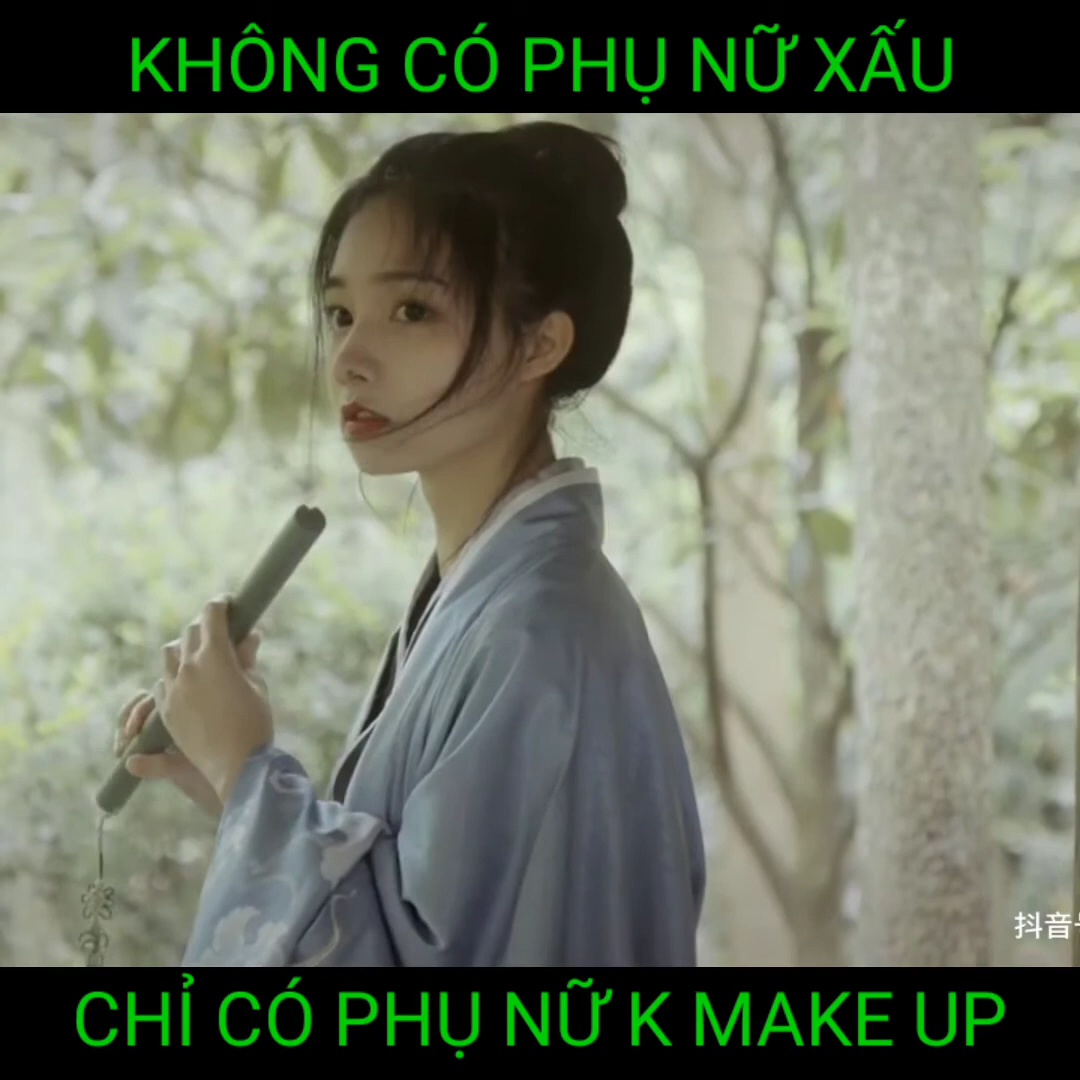 KHÔNG CÓ PHỤ NỮ XẤU
抖音
CHỈ CÓ PHỤ NỮ K MAKE UP